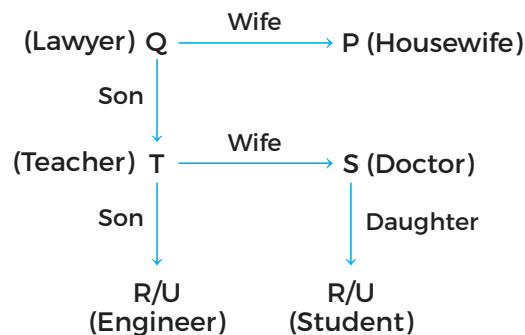 Wife
(Lawyer) Q P (Housewife)
Son
Wife
(Teacher) T S (Doctor)
Son Daughter
R/U R/U
(Engineer) (Student)